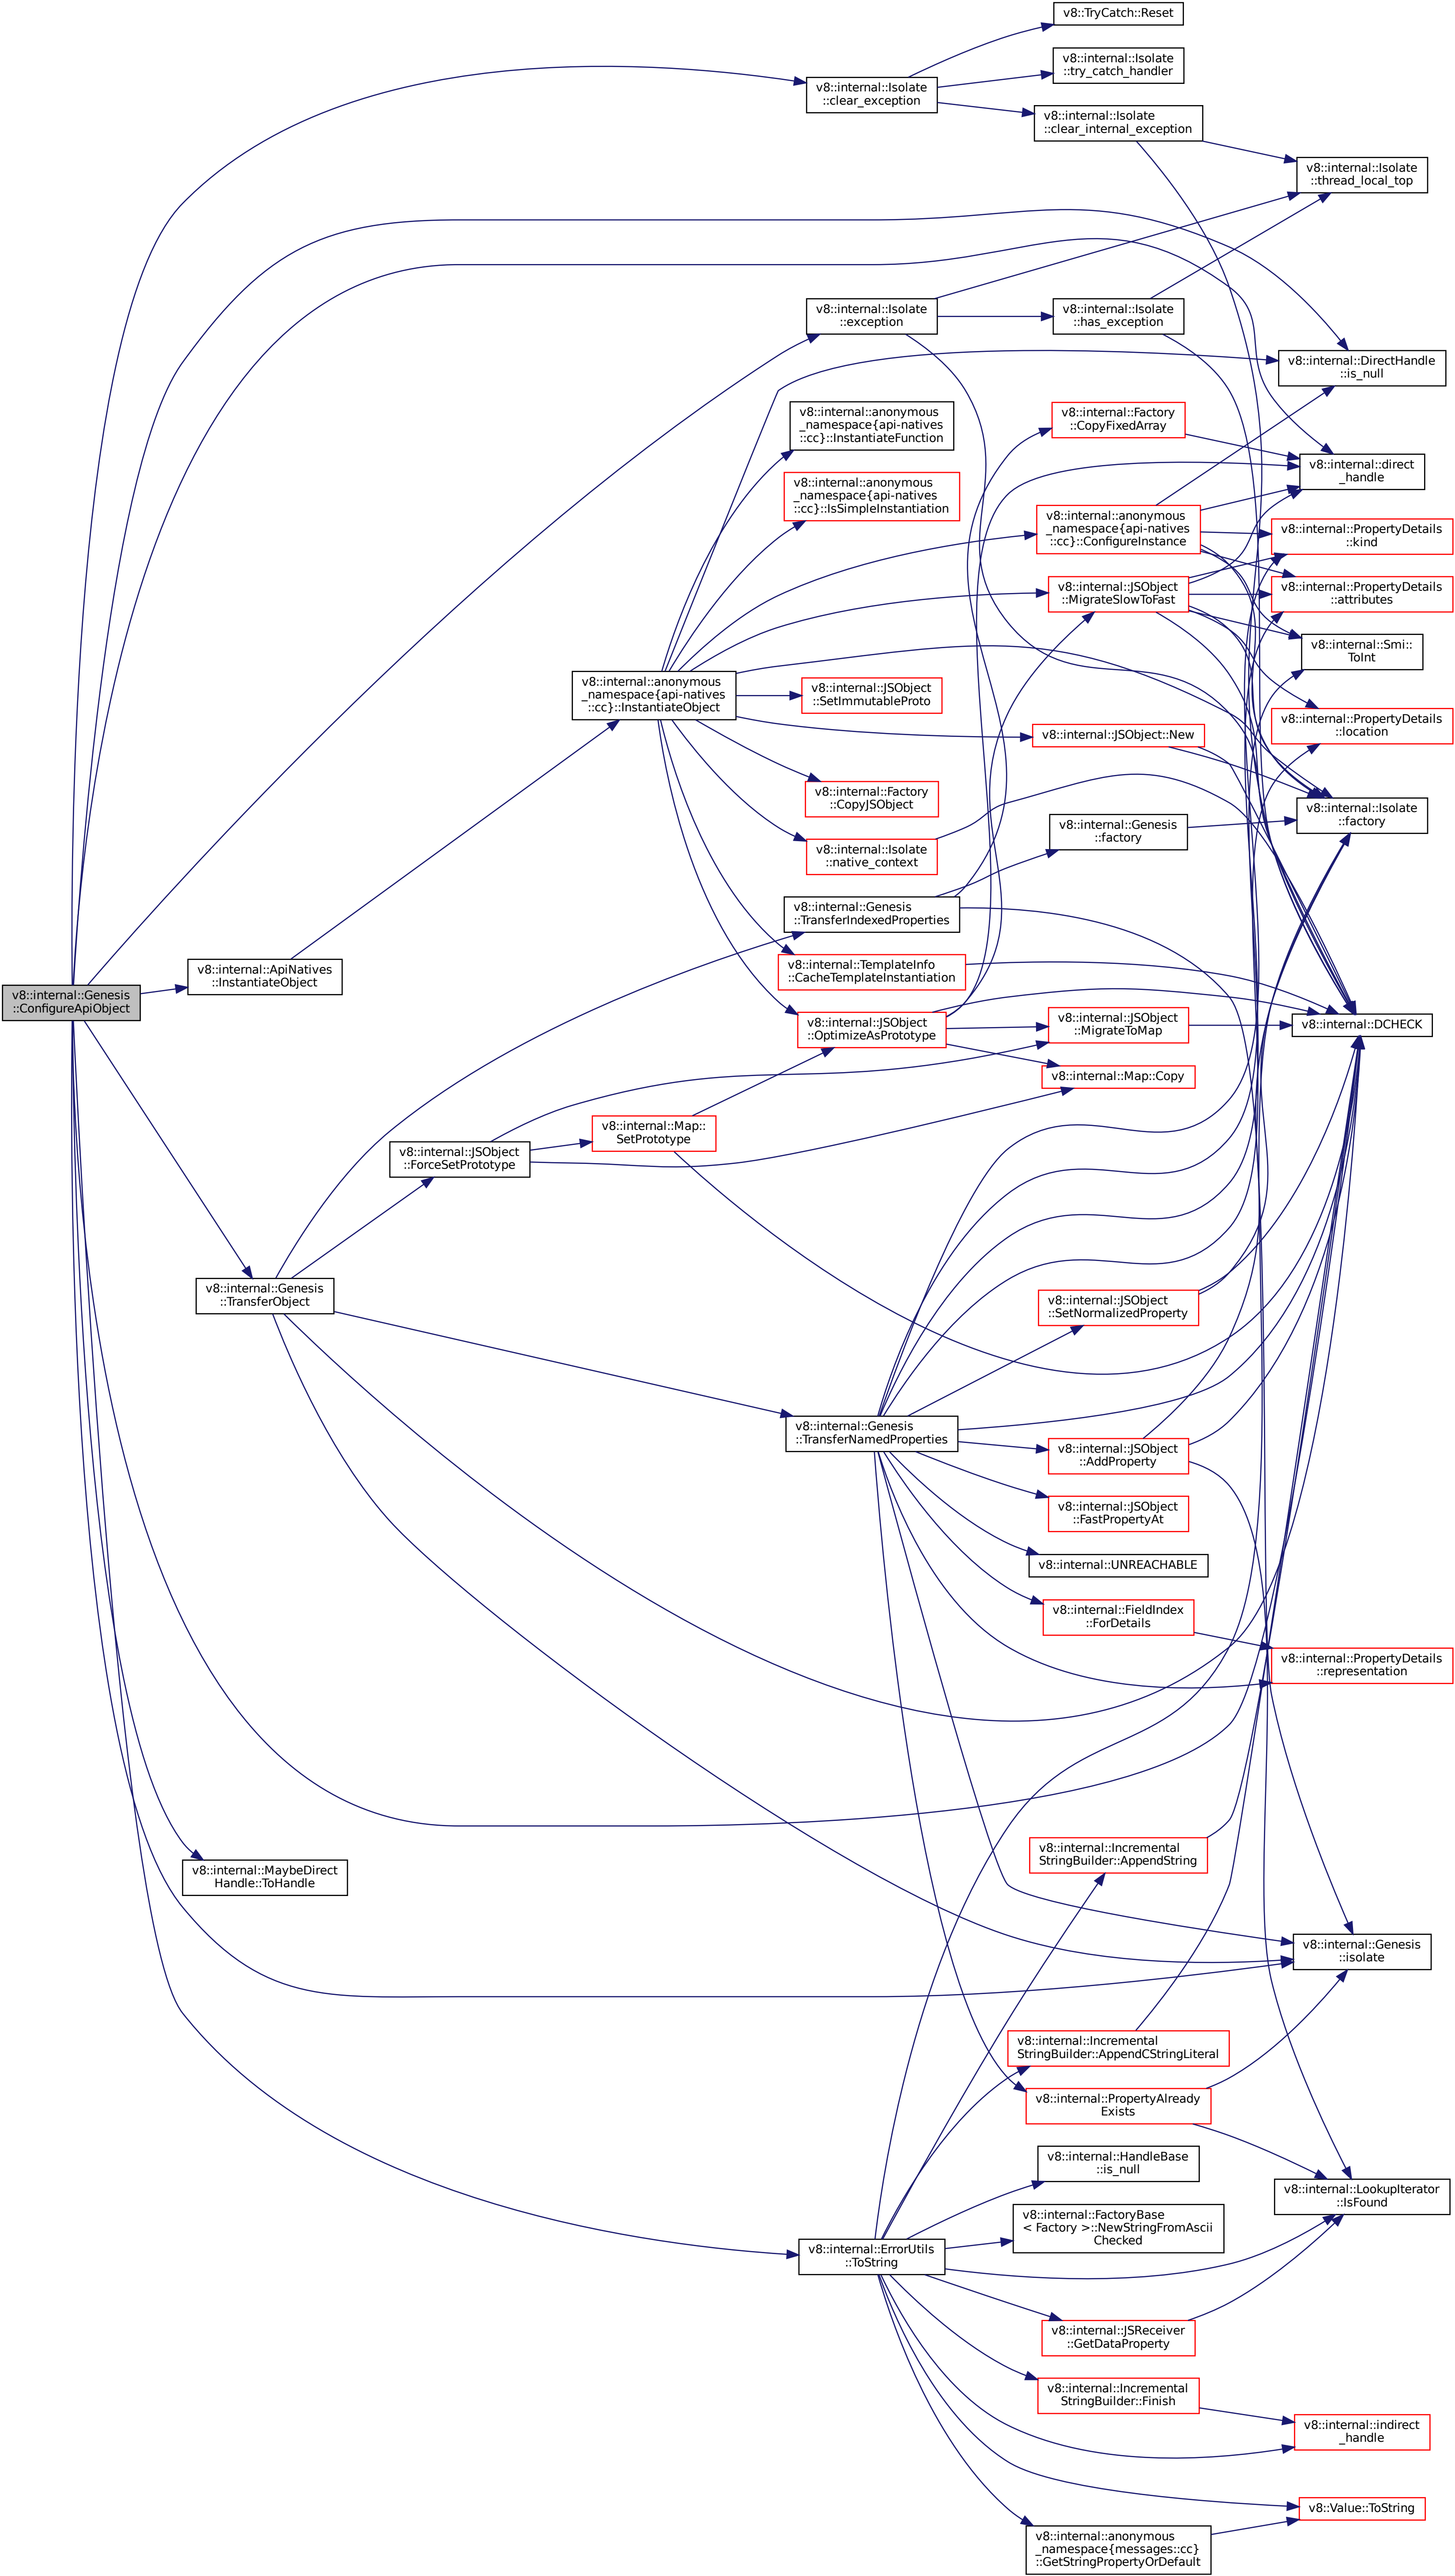 v8::TryCatch::Reset
v8::internal::Isolate
::try_catch_handler
v8::internal::Isolate
::clear_exception
v8::internal::Isolate
::clear_internal_exception
v8::internal::Isolate
::thread_local_top
v8::internal::Isolate
::exception
v8::internal::Isolate
::has_exception
v8::internal::DirectHandle
::is_null
v8::internal::anonymous
_namespace{api-natives
::cc}::InstantiateFunction
v8::internal::Factory
::CopyFixedArray
v8::internal::direct
_handle
v8::internal::anonymous
_namespace{api-natives
::cc}::IsSimpleInstantiation
v8::internal::anonymous
_namespace{api-natives
::cc}::ConfigureInstance
v8::internal::PropertyDetails
::kind
v8::internal::JSObject
::MigrateSlowToFast
v8::internal::PropertyDetails
::attributes
v8::internal::Smi::
ToInt
v8::internal::anonymous
_namespace{api-natives
::cc}::InstantiateObject
v8::internal::JSObject
::SetImmutableProto
v8::internal::JSObject::New
v8::internal::PropertyDetails
::location
v8::internal::Factory
::CopyJSObject
v8::internal::Isolate
::factory
v8::internal::Genesis
::factory
v8::internal::Isolate
::native_context
v8::internal::Genesis
::TransferIndexedProperties
v8::internal::ApiNatives
::InstantiateObject
v8::internal::TemplateInfo
::CacheTemplateInstantiation
v8::internal::Genesis
::ConfigureApiObject
v8::internal::JSObject
::OptimizeAsPrototype
v8::internal::JSObject
::MigrateToMap
v8::internal::DCHECK
v8::internal::Map::Copy
v8::internal::Map::
SetPrototype
v8::internal::JSObject
::ForceSetPrototype
v8::internal::Genesis
::TransferObject
v8::internal::JSObject
::SetNormalizedProperty
v8::internal::Genesis
::TransferNamedProperties
v8::internal::JSObject
::AddProperty
v8::internal::JSObject
::FastPropertyAt
v8::internal::UNREACHABLE
v8::internal::FieldIndex
::ForDetails
v8::internal::PropertyDetails
::representation
v8::internal::Incremental
StringBuilder::AppendString
v8::internal::MaybeDirect
Handle::ToHandle
v8::internal::Genesis
::isolate
v8::internal::Incremental
StringBuilder::AppendCStringLiteral
v8::internal::PropertyAlready
Exists
v8::internal::HandleBase
::is_null
v8::internal::LookupIterator
::IsFound
v8::internal::FactoryBase
< Factory >::NewStringFromAscii
Checked
v8::internal::ErrorUtils
::ToString
v8::internal::JSReceiver
::GetDataProperty
v8::internal::Incremental
StringBuilder::Finish
v8::internal::indirect
_handle
v8::Value::ToString
v8::internal::anonymous
_namespace{messages::cc}
::GetStringPropertyOrDefault